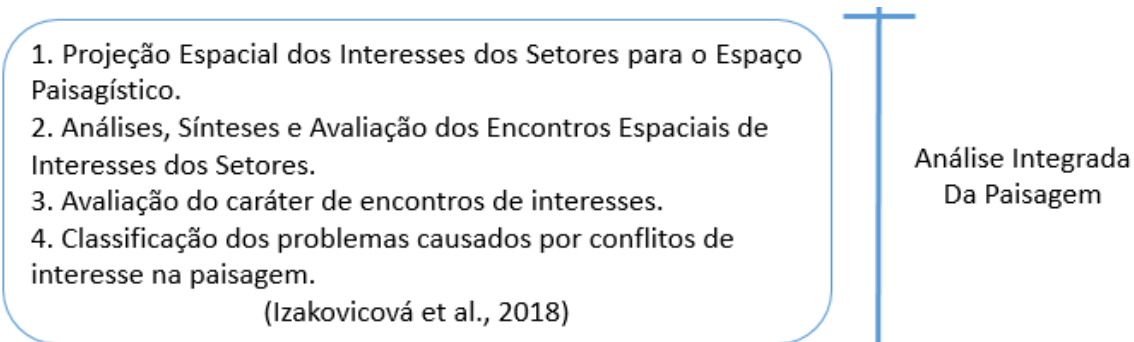 1. Projeção Espacial dos Interesses dos Setores para o Espaço
Paisagístico.
2. Análises, Sínteses e Avaliação dos Encontros Espaciais de
Interesses dos Setores.
3. Avaliação do caráter de encontros de interesses.
4. Classificação dos problemas causados por conflitos de
interesse na paisagem.
(Izakovicová et al., 2018)
Análise Integrada
Da Paisagem